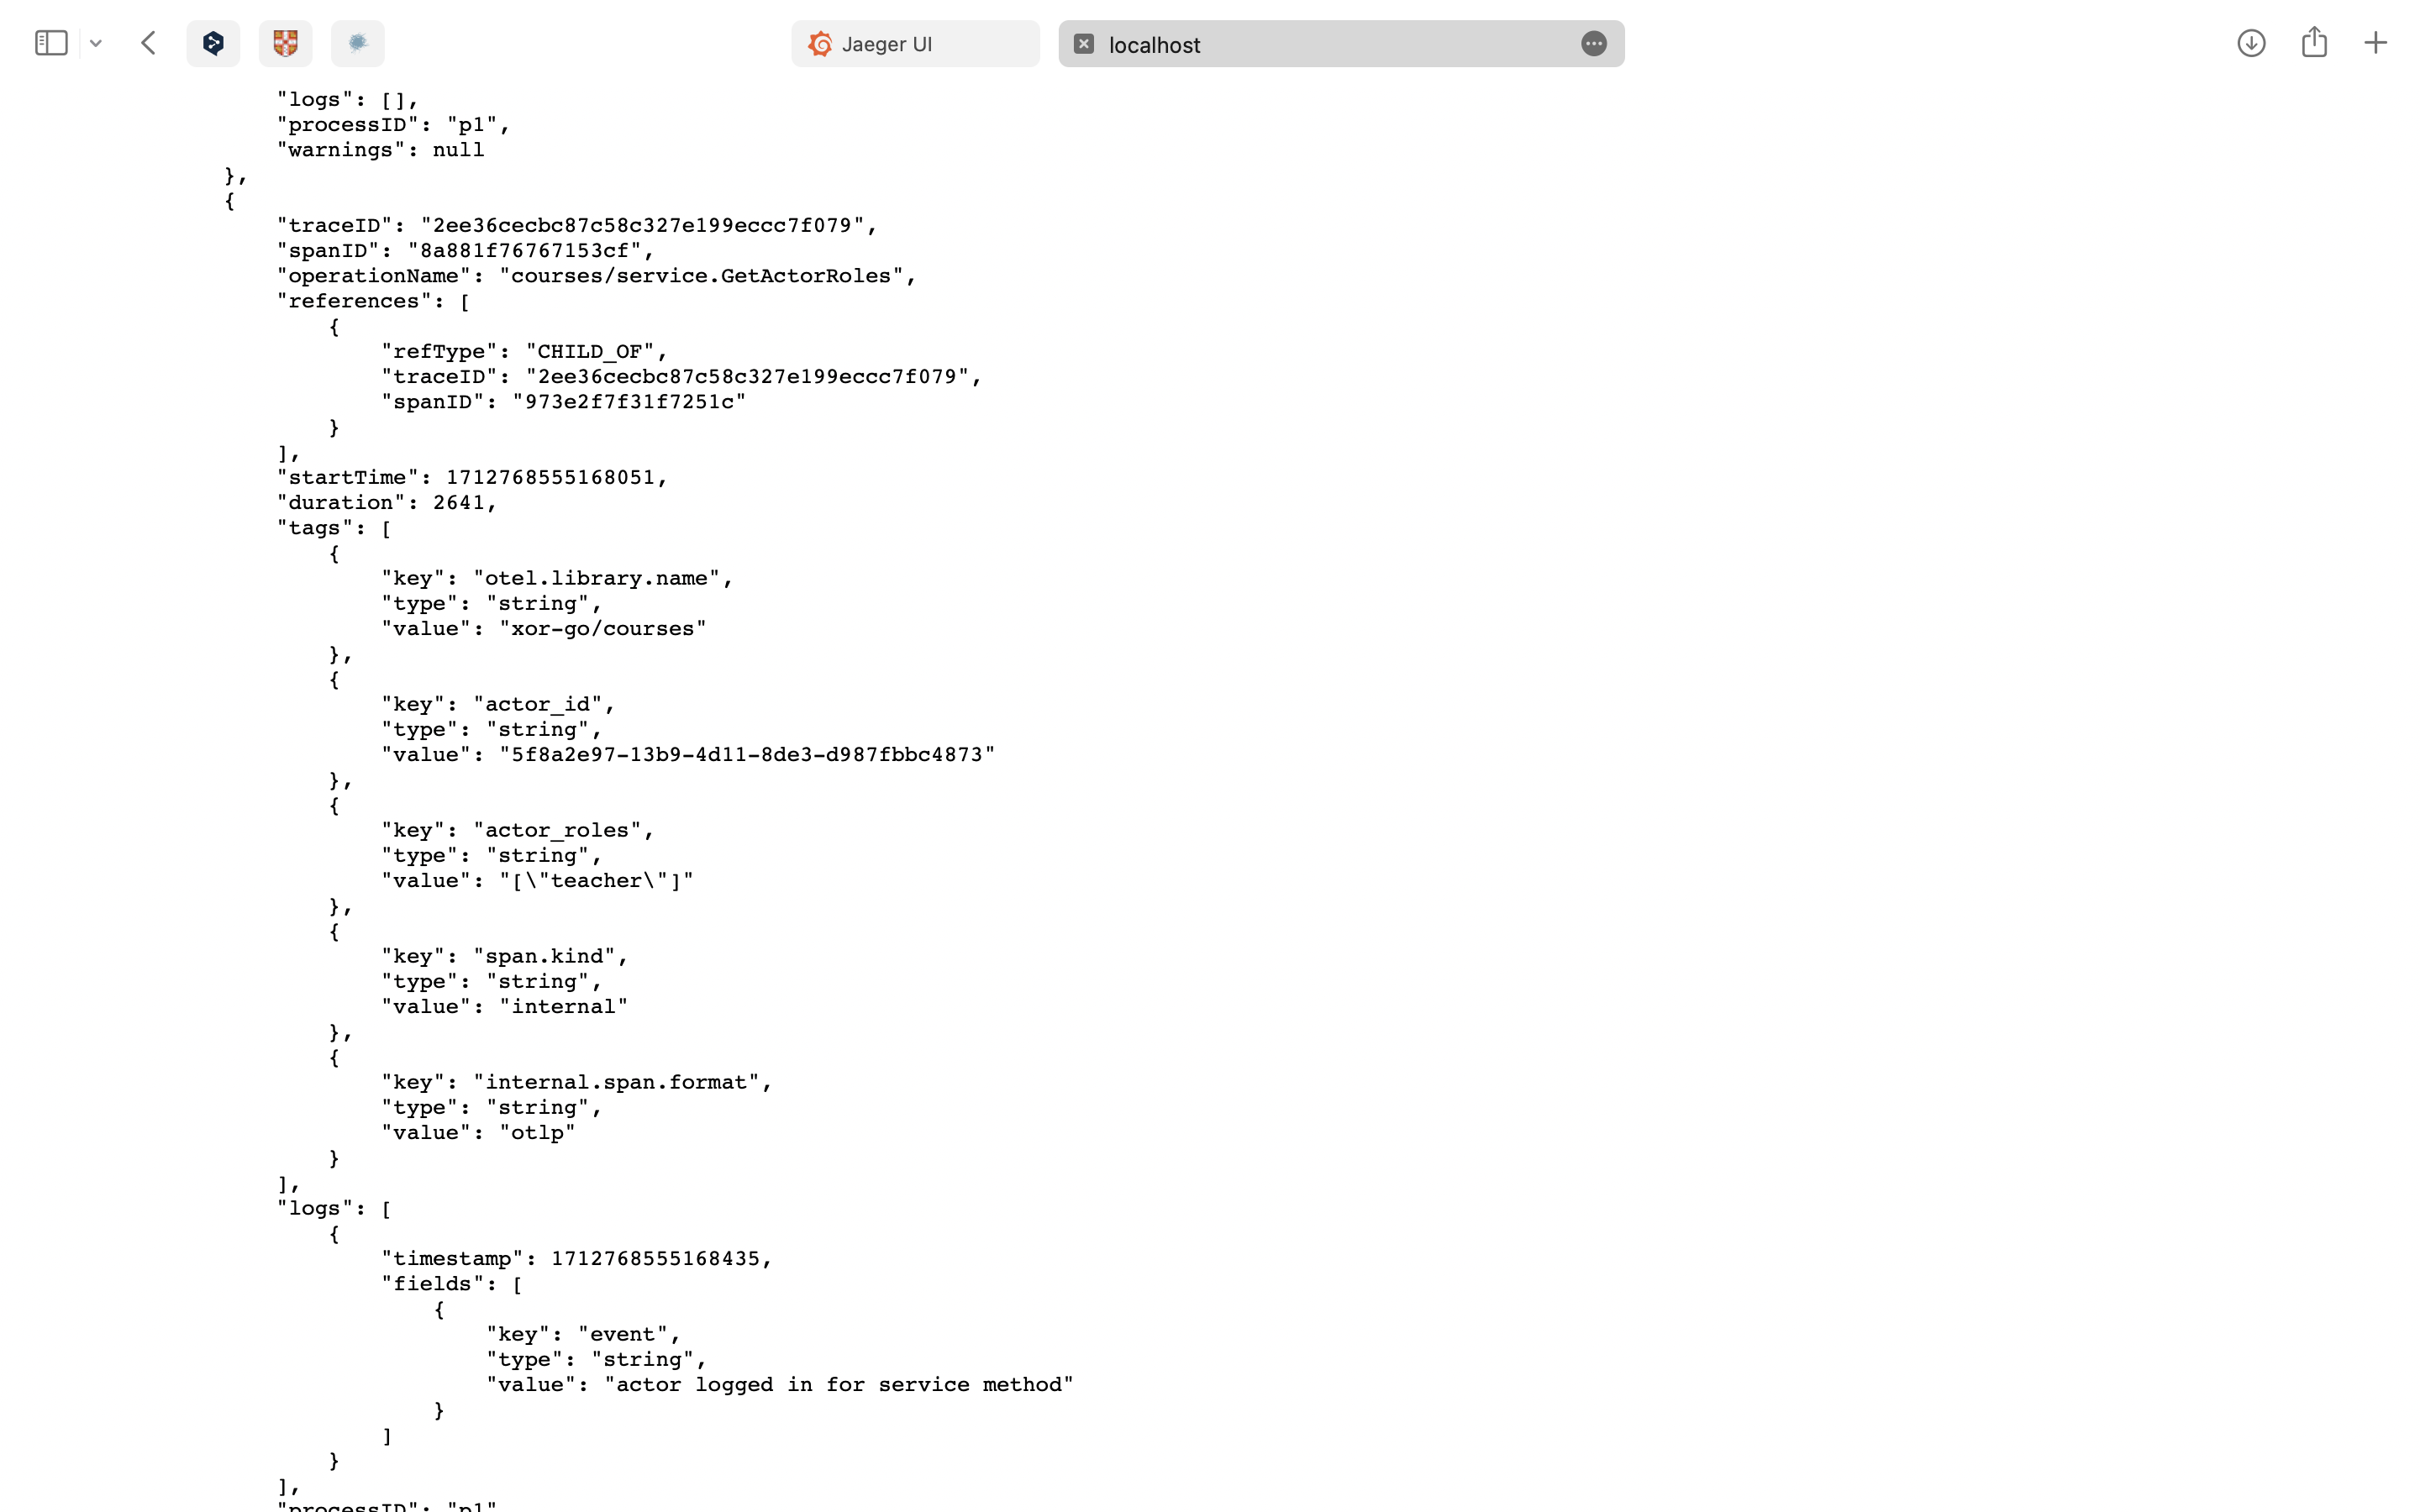 Jaeger UI
localhost
"logs": [],
"processID": "p1",
"warnings": null
},
{
"traceID": "2ee36cecbc87c58c327e199eccc7f079",
"spanID": "8a881f76767153cf",
"operationName": "courses/service.GetActorRoles",
"references": [
{
"refType": "CHILD_OF",
"traceID": "2ee36cecbc87c58c327e199eccc7f079",
"spanID": "973e2f7f31f7251c"
}
],
"startTime": 1712768555168051,
"duration": 2641,
"tags": [
{
"key": "otel.library.name",
"type": "string",
"value": "xor-go/courses"
},
{
"key": "actor_id",
"type": "string",
"value": "5f8a2e97-13b9-4d11-8de3-d987fbbc4873"
},
{
"key": "actor_roles",
"type": "string",
"value": "[\"teacher\"]"
},
{
"key": "span.kind",
"type": "string",
"value": "internal"
},
{
"key": "internal.span.format",
"type": "string",
"value": "otlp"
}
],
"logs": [
{
"timestamp": 1712768555168435,
"fields": [
{
"key": "event",
"type": "string",
"value": "actor logged in for service method"
}
]
}
],
"processID": "p1"